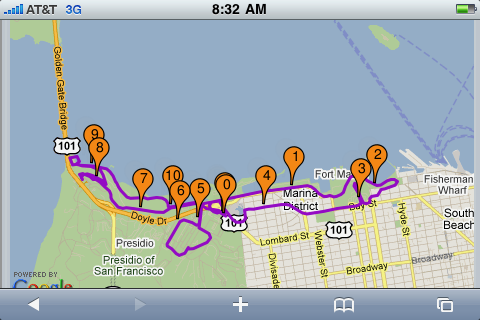 AT&T 3G 8:32 AM
Golden Gate Bridge
101
9
8
7
10
6
5
0
4
1
3
2
Fort Ma
Fisherman
Wharf
Marina
District
Bay St
Doyle Dr
101
101
Hyde St
South
Beach
Lombard St
Webster St
Divisade
Broadway
Broadway
Presidio
Presidio of
San Francisco
POWERED BY
Google